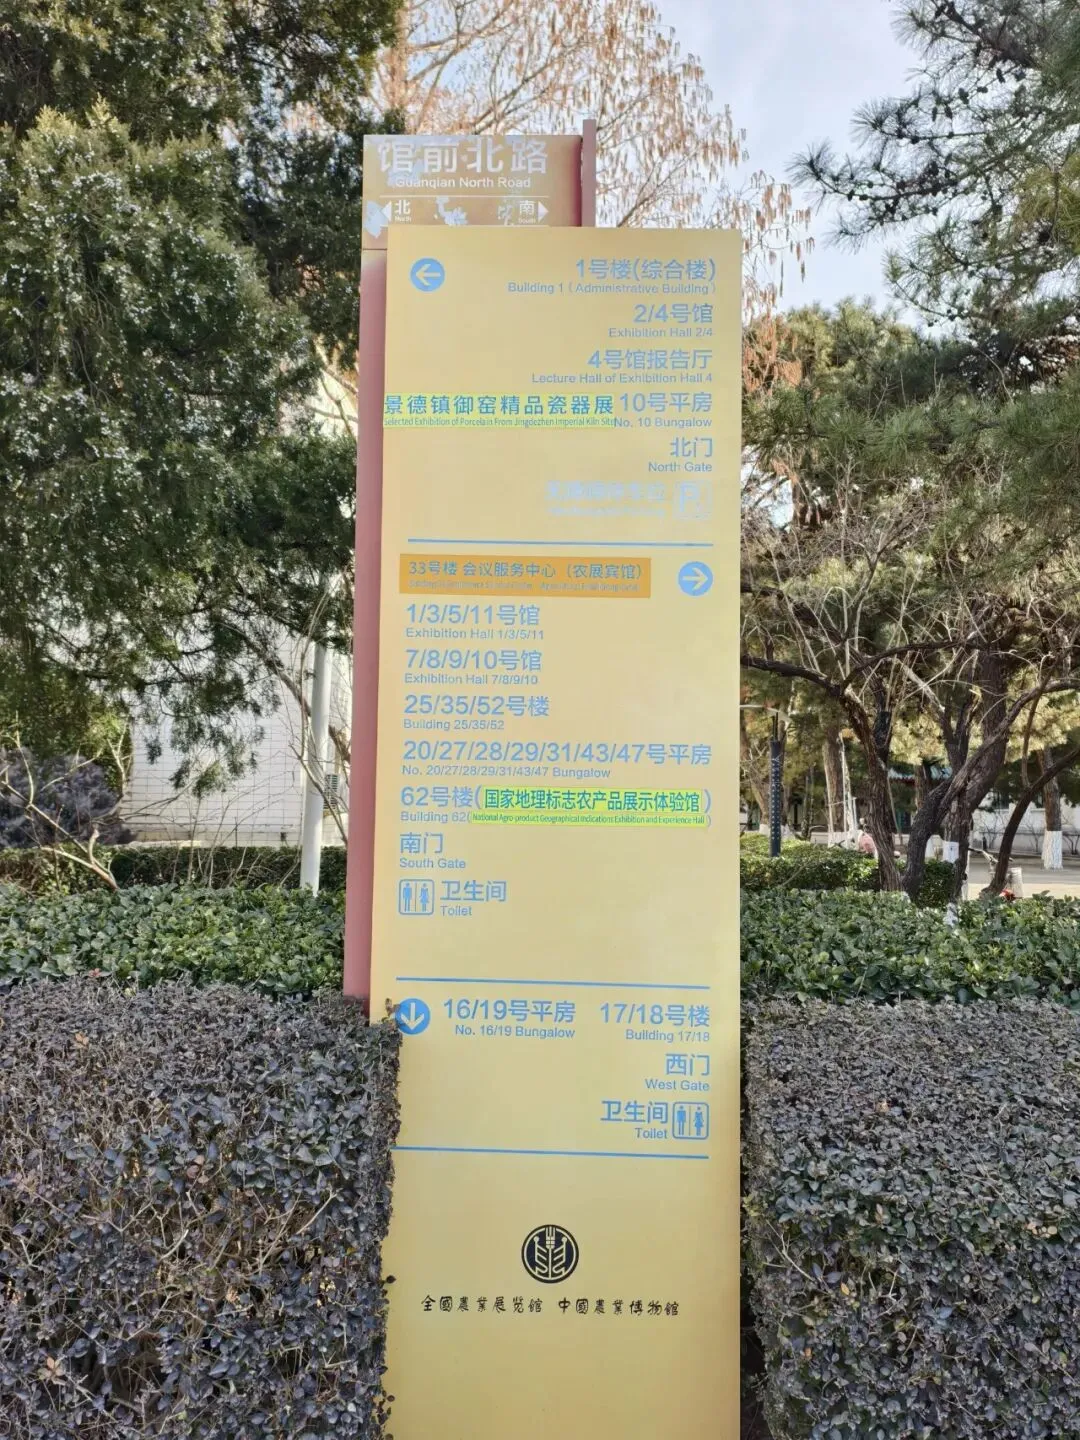 馆前北路
Guanqian North Road
北 南
North South
1号楼(综合楼)
Building 1 ( Administrative Building )
2/4号馆
Exhibition Hall 2/4
4号馆报告厅
Lecture Hall of Exhibition Hall 4
景德镇御窑精品瓷器展 10号平房
Selected Exhibition of Porcelain From Jingdezhen Imperial Kiln Site No. 10 Bungalow
北门
North Gate
33号楼 会议服务中心（农展宾馆）
1/3/5/11号馆
Exhibition Hall 1/3/5/11
7/8/9/10号馆
Exhibition Hall 7/8/9/10
25/35/52号楼
Building 25/35/52
20/27/28/29/31/43/47号平房
No. 20/27/28/29/31/43/47 Bungalow
62号楼(国家地理标志农产品展示体验馆)
Building 62(National Agro-product Geographical Indications Exhibition and Experience Hall)
南门
South Gate
卫生间
Toilet
16/19号平房 17/18号楼
No. 16/19 Bungalow Building 17/18
西门
West Gate
卫生间
Toilet
全國農業展览馆 中國農業博物馆